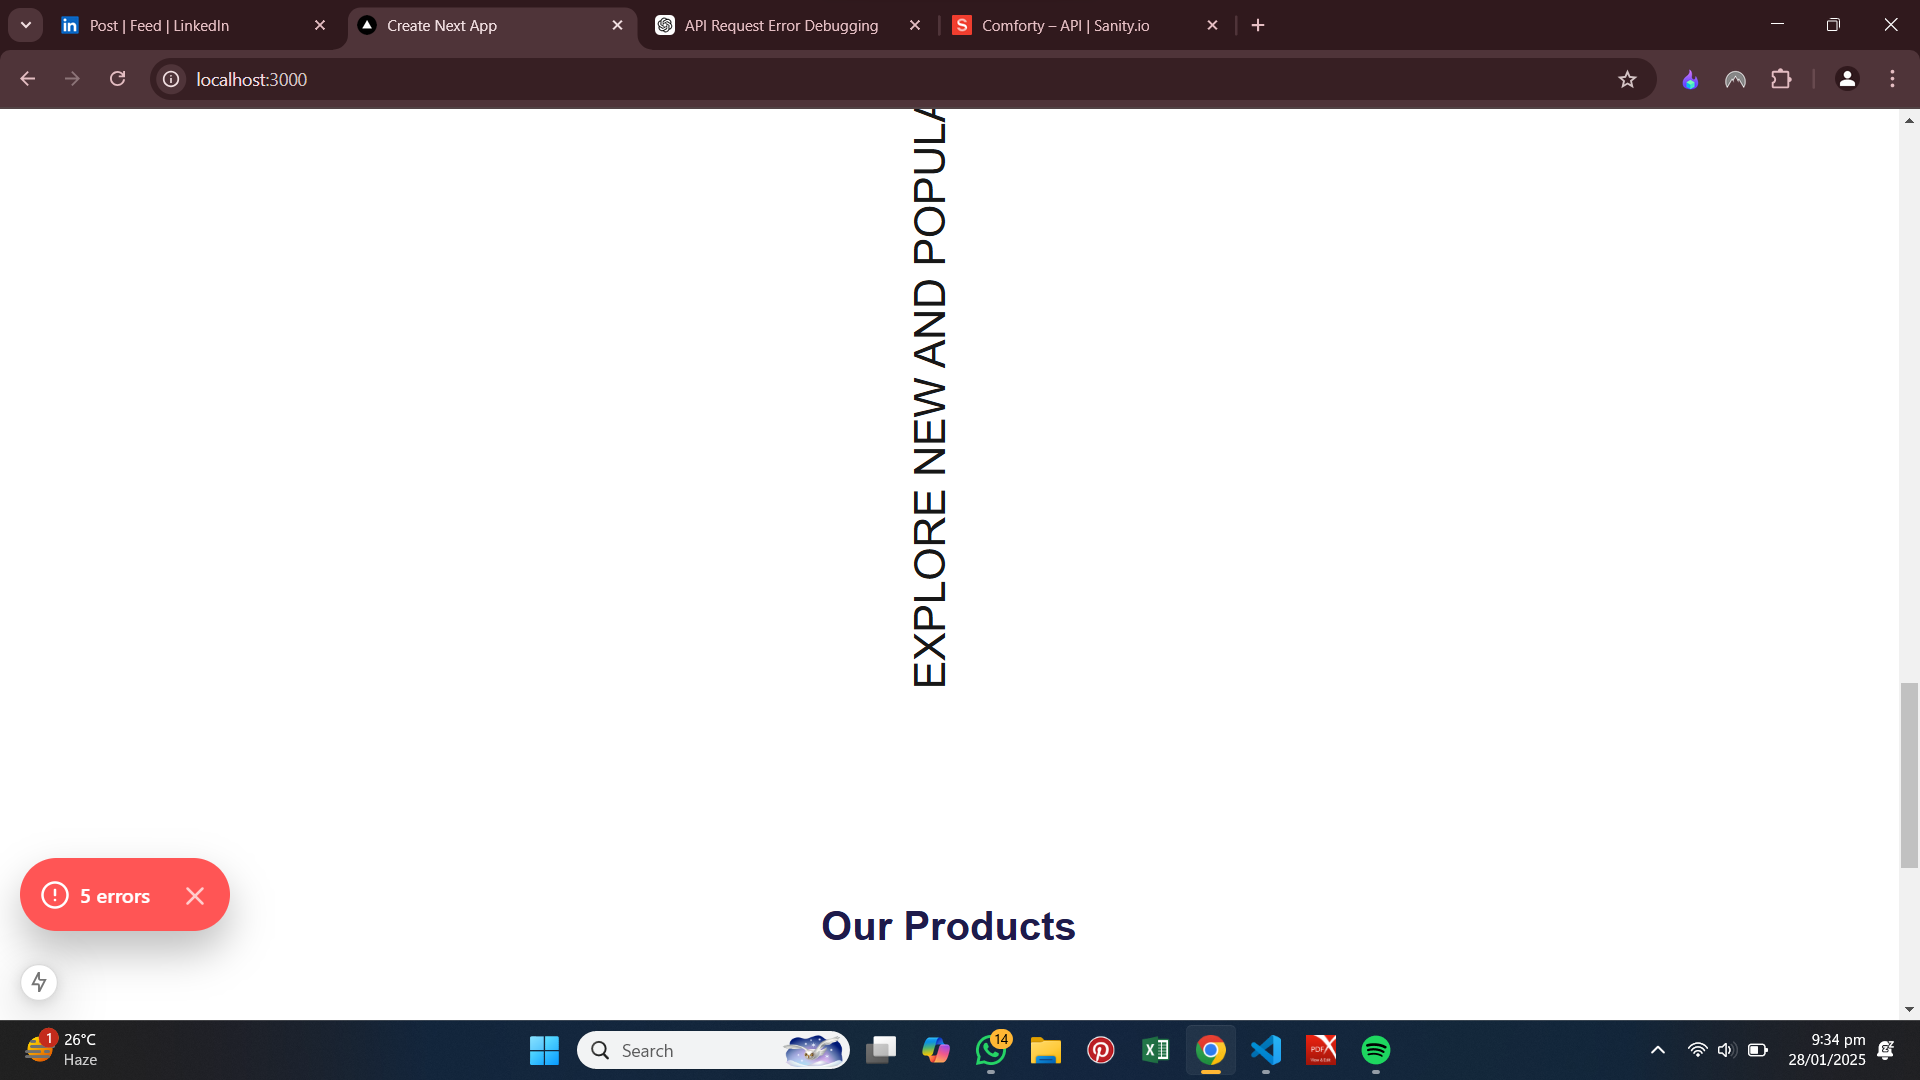 Post | Feed | LinkedIn
Create Next App
API Request Error Debugging
Comforty – API | Sanity.io
localhost:3000
EXPLORE NEW AND POPULA
5 errors
Our Products
1
26°C
Haze
Search
14
9:34 pm
28/01/2025